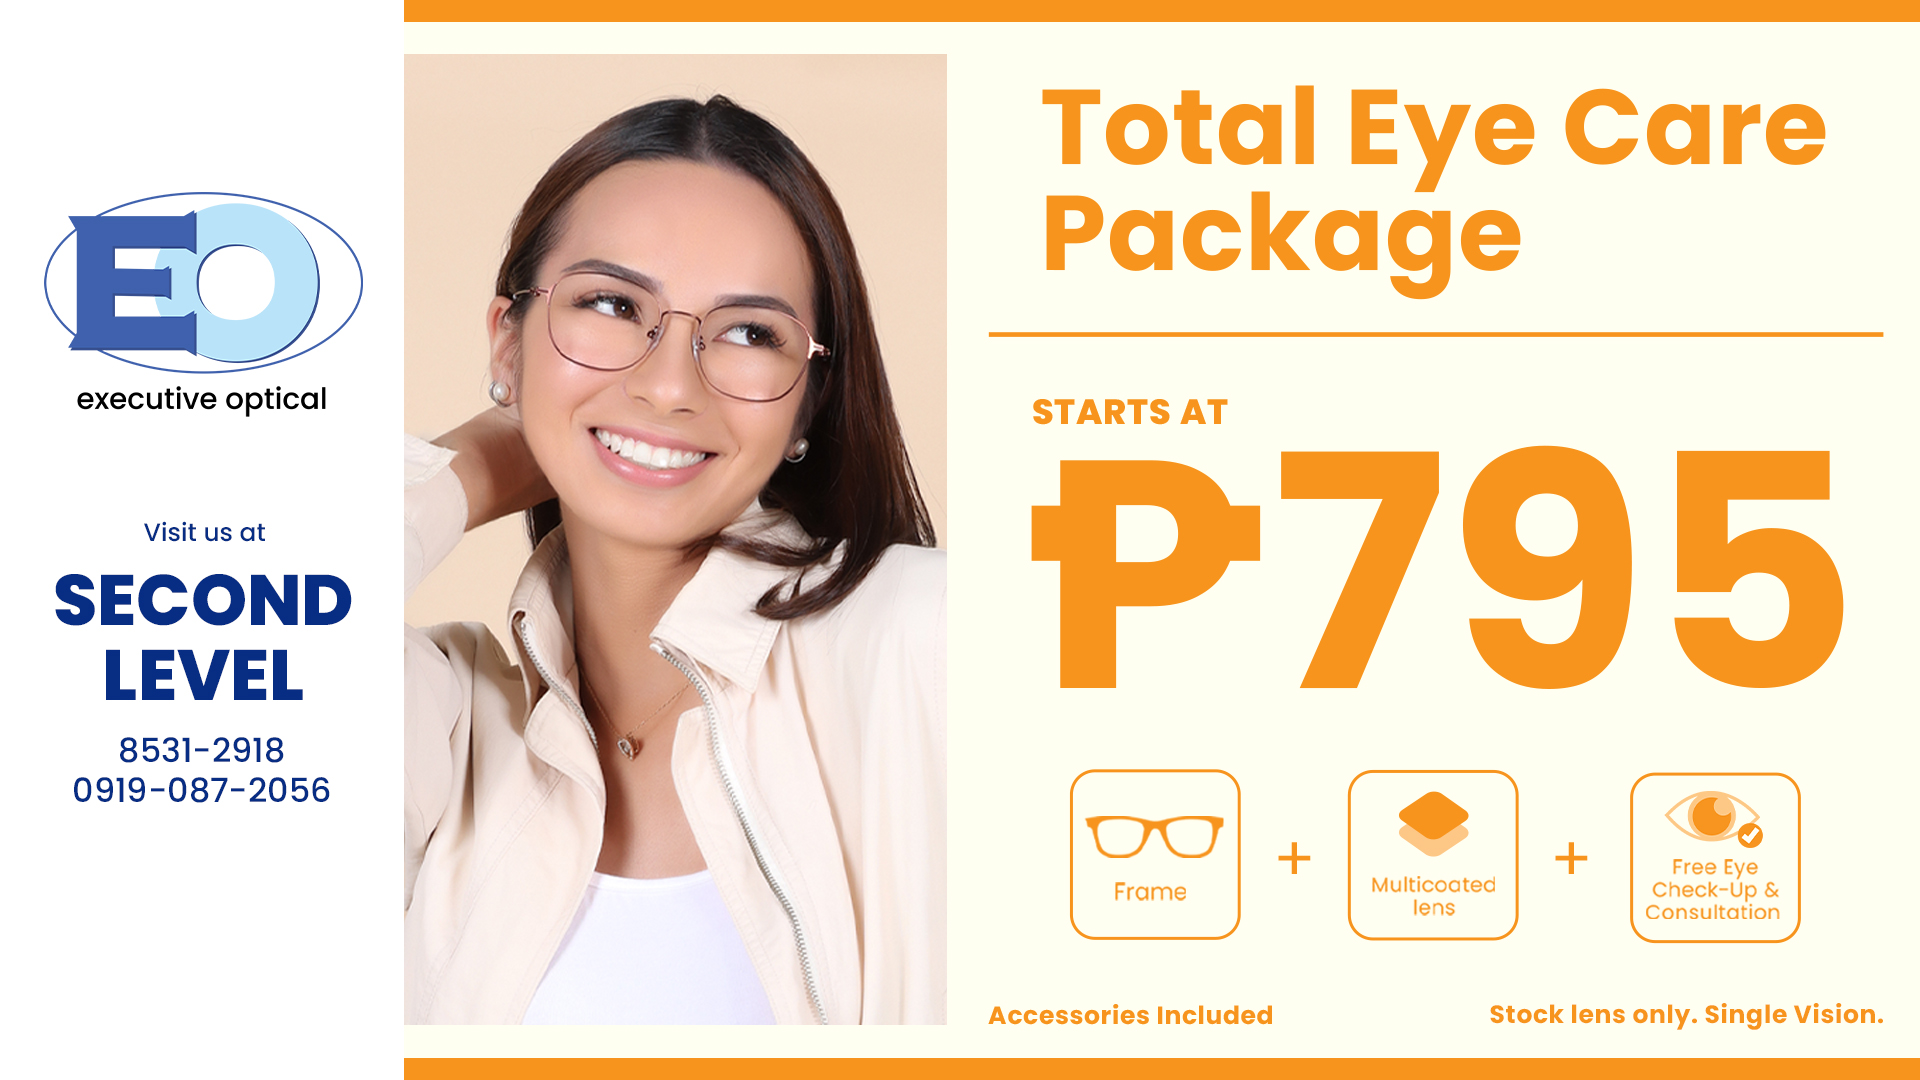 EO
executive optical
Visit us at
SECOND
LEVEL
8531-2918
0919-087-2056
Total Eye Care
Package
STARTS AT
₱795
Frame
+
Multicoated
lens
+
Free Eye
Check-Up &
Consultation
Accessories Included
Stock lens only. Single Vision.